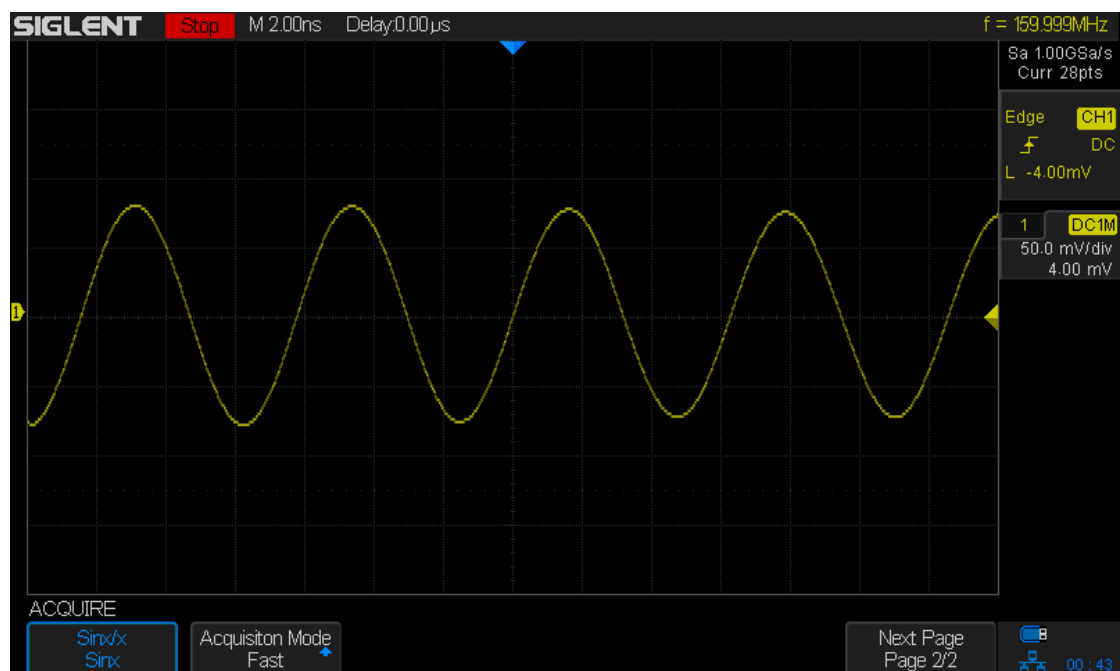 SIGLENT Stop M 2.00ns Delay:0.00µs f = 159.999MHz
Sa 1.00GSa/s
Curr 28pts
Edge CH1
DC
L -4.00mV
1 DC1M
50.0 mV/div
4.00 mV
1
ACQUIRE
Sinx/x
Sinx
Acquisiton Mode
Fast
Next Page
Page 2/2
00:43